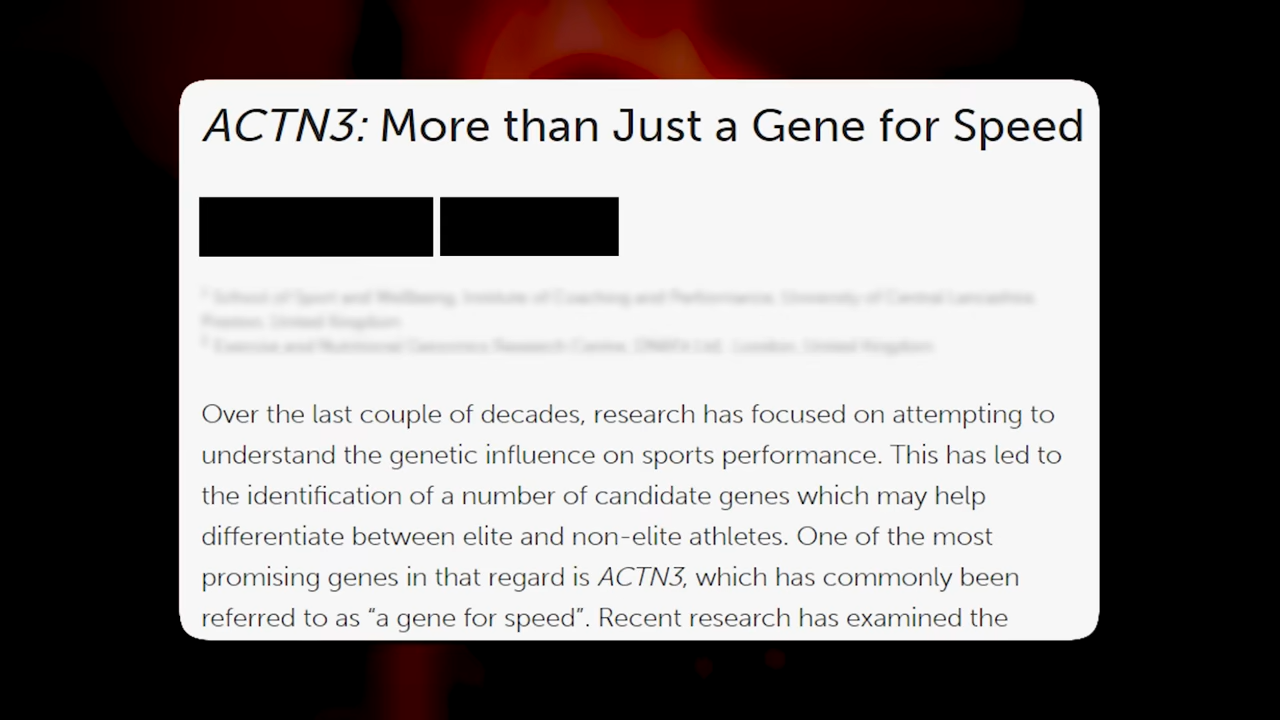 ACTN3: More than Just a Gene for Speed
Over the last couple of decades, research has focused on attempting to
understand the genetic influence on sports performance. This has led to
the identification of a number of candidate genes which may help
differentiate between elite and non-elite athletes. One of the most
promising genes in that regard is ACTN3, which has commonly been
referred to as “a gene for speed”. Recent research has examined the